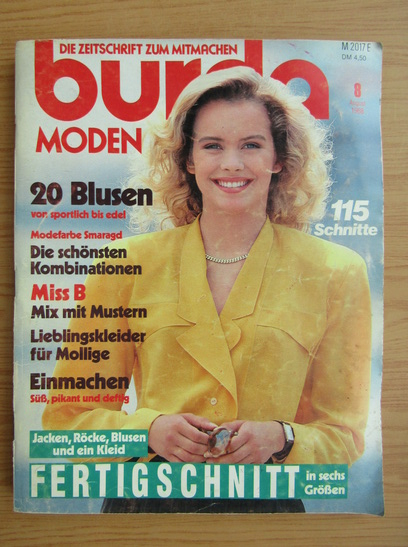 DIE ZEITSCHRIFT ZUM MITMACHEN
M 2017 E
DM 4,50
burda
MODEN
8
20 Blusen
von sportlich bis edel
115
Schnitte
Modefarbe Smaragd
Die schönsten
Kombinationen
Miss B
Mix mit Mustern
Lieblingskleider
für Mollige
Einmachen
Süß, pikant und deftig
Jacken, Röcke, Blusen
und ein Kleid
FERTIGSCHNITT
in sechs
Größen